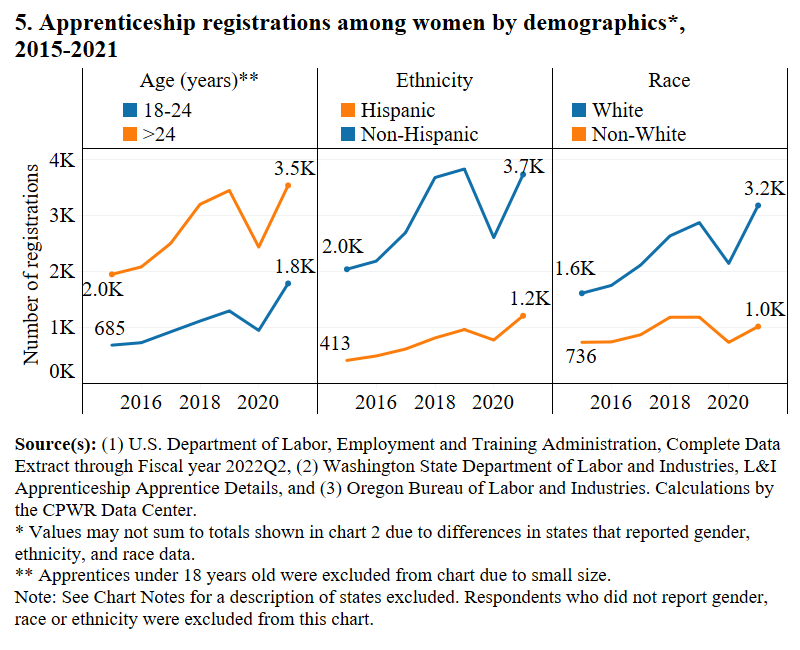 5. Apprenticeship registrations among women by demographics*,
2015-2021
Age (years)**
18-24
>24
Ethnicity
Hispanic
Non-Hispanic
Race
White
Non-White
Number of registrations
4K
3K
2K
1K
0K
3.5K
2.0K
1.8K
685
3.7K
2.0K
1.2K
413
3.2K
1.6K
1.0K
736
2016 2018 2020
2016 2018 2020
2016 2018 2020
Source(s): (1) U.S. Department of Labor, Employment and Training Administration, Complete Data
Extract through Fiscal year 2022Q2, (2) Washington State Department of Labor and Industries, L&I
Apprenticeship Apprentice Details, and (3) Oregon Bureau of Labor and Industries. Calculations by
the CPWR Data Center.
* Values may not sum to totals shown in chart 2 due to differences in states that reported gender,
ethnicity, and race data.
** Apprentices under 18 years old were excluded from chart due to small size.
Note: See Chart Notes for a description of states excluded. Respondents who did not report gender,
race or ethnicity were excluded from this chart.